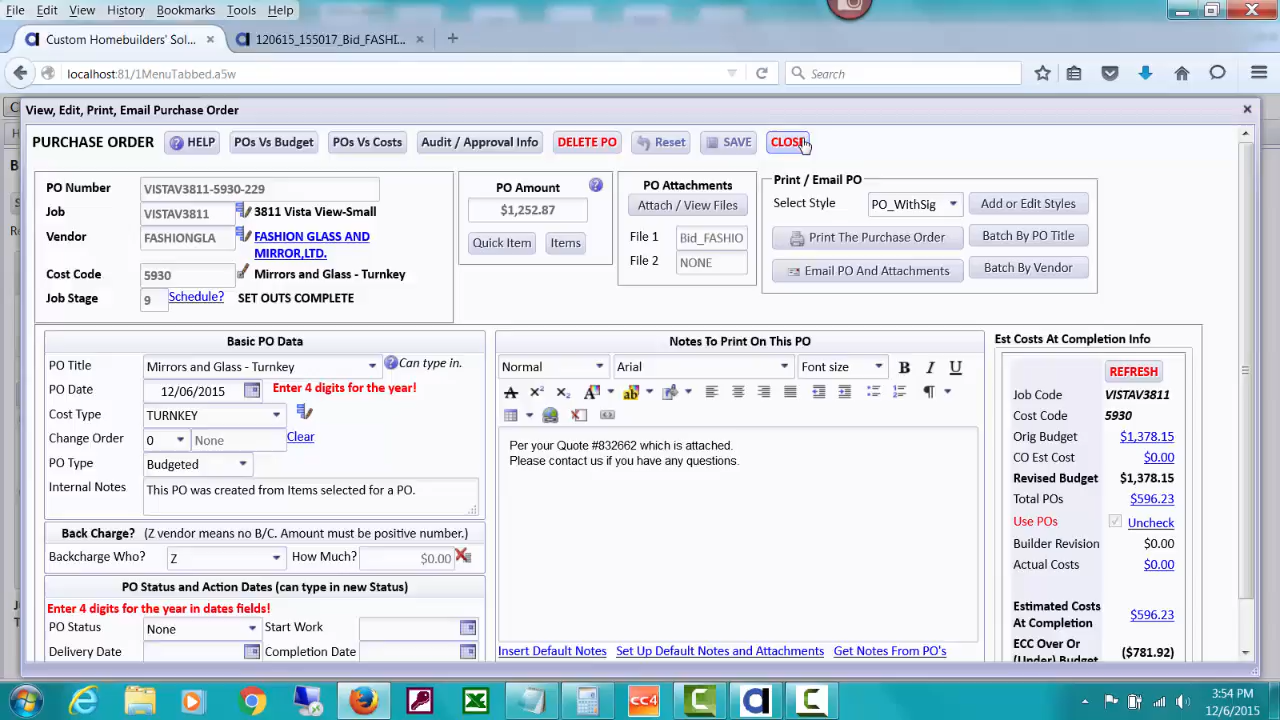 File Edit View History Bookmarks Tools Help
Custom Homebuilders' Sol... × 120615_155017_Bid_FASHI... × +
localhost:81/1MenuTabbed.a5w Search
View, Edit, Print, Email Purchase Order
PURCHASE ORDER HELP POs Vs Budget POs Vs Costs Audit / Approval Info DELETE PO Reset SAVE CLOSE
PO Number VISTAV3811-5930-229
Job VISTAV3811 3811 Vista View-Small
Vendor FASHIONGLA FASHION GLASS AND
MIRROR,LTD.
Cost Code 5930 Mirrors and Glass - Turnkey
Job Stage 9 Schedule? SET OUTS COMPLETE
PO Amount
$1,252.87
Quick Item Items
PO Attachments
Attach / View Files
File 1 Bid_FASHIO
File 2 NONE
Print / Email PO
Select Style PO_WithSig Add or Edit Styles
Print The Purchase Order Batch By PO Title
Email PO And Attachments Batch By Vendor
Basic PO Data
PO Title Mirrors and Glass - Turnkey Can type in.
PO Date 12/06/2015 Enter 4 digits for the year!
Cost Type TURNKEY
Change Order 0 None Clear
PO Type Budgeted
Internal Notes This PO was created from Items selected for a PO.
Back Charge? (Z vendor means no B/C. Amount must be positive number.)
Backcharge Who? Z How Much? $0.00
PO Status and Action Dates (can type in new Status)
Enter 4 digits for the year in dates fields!
PO Status None Start Work
Delivery Date Completion Date
Notes To Print On This PO
Normal Arial Font size B I U
Per your Quote #832662 which is attached.
Please contact us if you have any questions.
Insert Default Notes Set Up Default Notes and Attachments Get Notes From PO's
Est Costs At Completion Info
REFRESH
Job Code VISTAV3811
Cost Code 5930
Orig Budget $1,378.15
CO Est Cost $0.00
Revised Budget $1,378.15
Total POs $596.23
Use POs Uncheck
Builder Revision $0.00
Actual Costs $0.00
Estimated Costs
At Completion $596.23
ECC Over Or
(Under) Budget ($781.92)
CC4
3:54 PM
12/6/2015